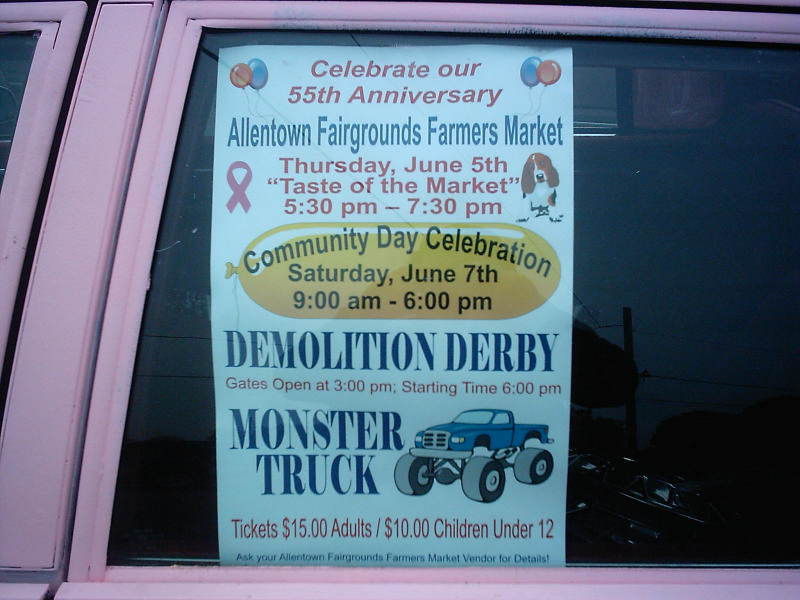 Celebrate our
55th Anniversary
Allentown Fairgrounds Farmers Market
Thursday, June 5th
"Taste of the Market"
5:30 pm – 7:30 pm
Community Day Celebration
Saturday, June 7th
9:00 am - 6:00 pm
DEMOLITION DERBY
Gates Open at 3:00 pm; Starting Time 6:00 pm
MONSTER
TRUCK
Tickets $15.00 Adults / $10.00 Children Under 12
Ask your Allentown Fairgrounds Farmers Market Vendor for Details!